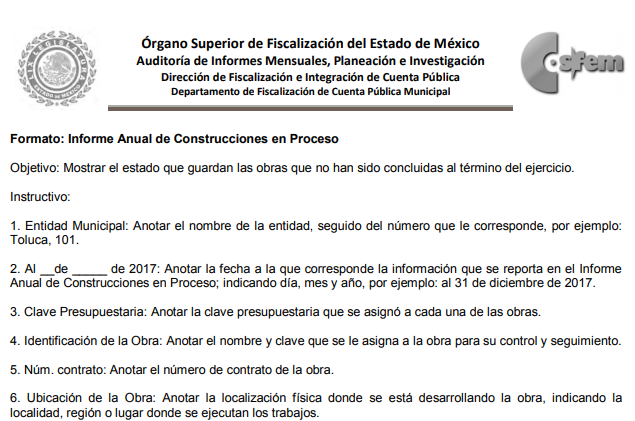 Órgano Superior de Fiscalización del Estado de México
Auditoría de Informes Mensuales, Planeación e Investigación
Dirección de Fiscalización e Integración de Cuenta Pública
Departamento de Fiscalización de Cuenta Pública Municipal
osfem
Formato: Informe Anual de Construcciones en Proceso
Objetivo: Mostrar el estado que guardan las obras que no han sido concluidas al término del ejercicio.
Instructivo:
1. Entidad Municipal: Anotar el nombre de la entidad, seguido del número que le corresponde, por ejemplo:
Toluca, 101.
2. Al __de _____ de 2017: Anotar la fecha a la que corresponde la información que se reporta en el Informe
Anual de Construcciones en Proceso; indicando día, mes y año, por ejemplo: al 31 de diciembre de 2017.
3. Clave Presupuestaria: Anotar la clave presupuestaria que se asignó a cada una de las obras.
4. Identificación de la Obra: Anotar el nombre y clave que se le asigna a la obra para su control y seguimiento.
5. Núm. contrato: Anotar el número de contrato de la obra.
6. Ubicación de la Obra: Anotar la localización física donde se está desarrollando la obra, indicando la
localidad, región o lugar donde se ejecutan los trabajos.